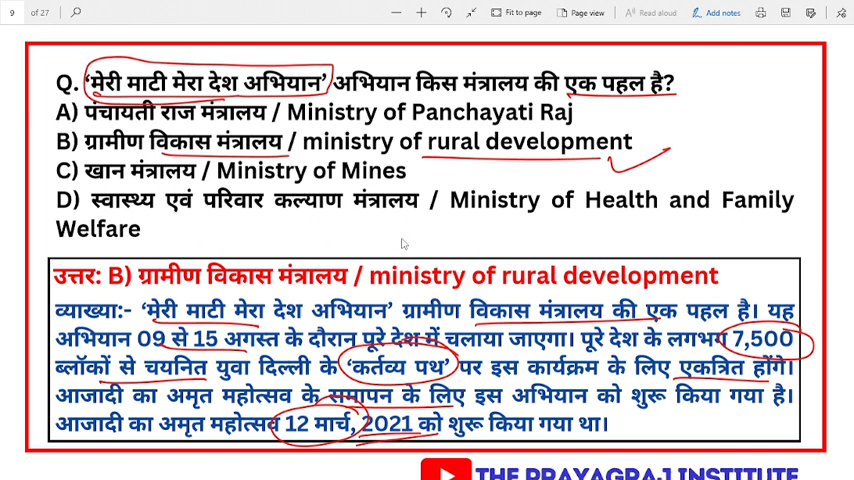 9 of 27 Fit to page Page view Read aloud Add notes
Q. ‘मेरी माटी मेरा देश अभियान’ अभियान किस मंत्रालय की एक पहल है?
A) पंचायती राज मंत्रालय / Ministry of Panchayati Raj
B) ग्रामीण विकास मंत्रालय / ministry of rural development
C) खान मंत्रालय / Ministry of Mines
D) स्वास्थ्य एवं परिवार कल्याण मंत्रालय / Ministry of Health and Family
Welfare
उत्तर: B) ग्रामीण विकास मंत्रालय / ministry of rural development
व्याख्या:- ‘मेरी माटी मेरा देश अभियान’ ग्रामीण विकास मंत्रालय की एक पहल है। यह
अभियान 09 से 15 अगस्त के दौरान पूरे देश में चलाया जाएगा। पूरे देश के लगभग 7,500
ब्लॉकों से चयनित युवा दिल्ली के ‘कर्तव्य पथ’ पर इस कार्यक्रम के लिए एकत्रित होंगे।
आजादी का अमृत महोत्सव के समापन के लिए इस अभियान को शुरू किया गया है।
आजादी का अमृत महोत्सव 12 मार्च, 2021 को शुरू किया गया था।
THE PRAYAGRAJ INSTITUTE